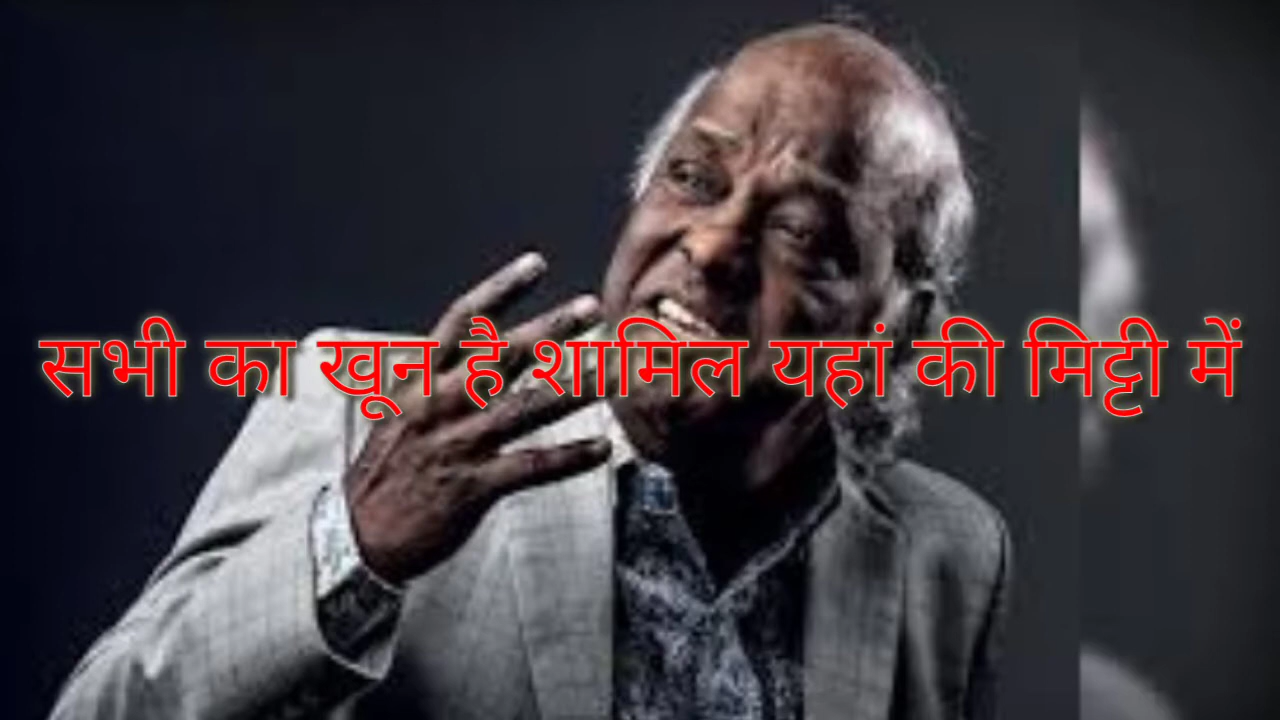 सभी का खून है शामिल यहां की मिट्टी में